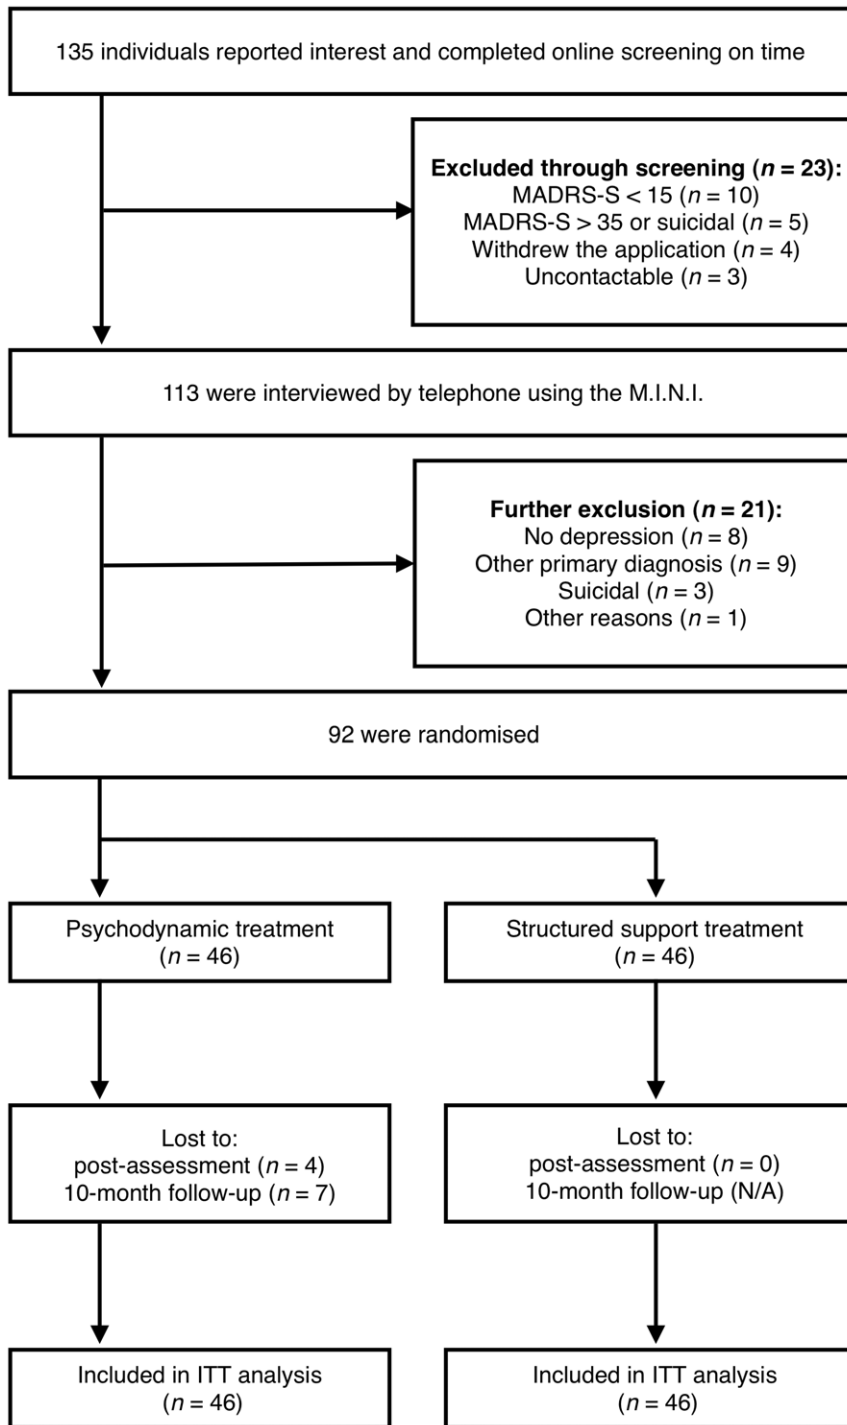 135 individuals reported interest and completed online screening on time
Excluded through screening (n = 23):
MADRS-S < 15 (n = 10)
MADRS-S > 35 or suicidal (n = 5)
Withdrew the application (n = 4)
Uncontactable (n = 3)
113 were interviewed by telephone using the M.I.N.I.
Further exclusion (n = 21):
No depression (n = 8)
Other primary diagnosis (n = 9)
Suicidal (n = 3)
Other reasons (n = 1)
92 were randomised
Psychodynamic treatment
(n = 46)
Structured support treatment
(n = 46)
Lost to:
post-assessment (n = 4)
10-month follow-up (n = 7)
Lost to:
post-assessment (n = 0)
10-month follow-up (N/A)
Included in ITT analysis
(n = 46)
Included in ITT analysis
(n = 46)